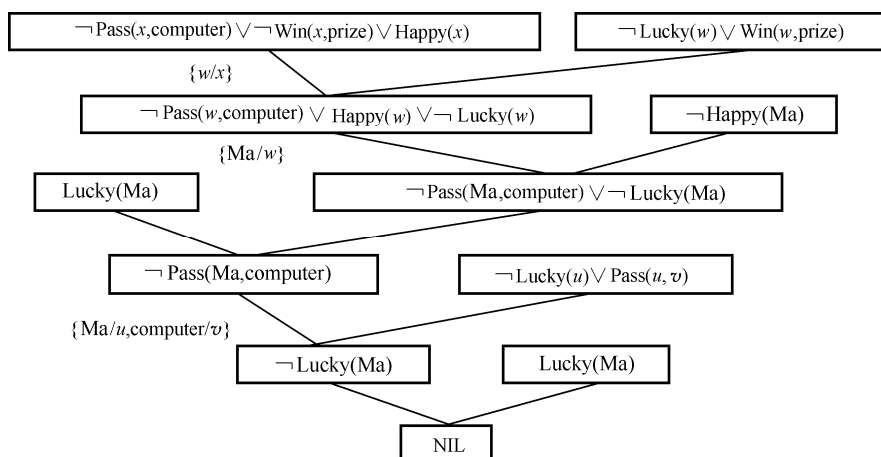 ¬ Pass(x,computer) ∨ ¬ Win(x,prize) ∨ Happy(x)
¬ Lucky(w) ∨ Win(w,prize)
{w/x}
¬ Pass(w,computer) ∨ Happy(w) ∨ ¬ Lucky(w)
¬ Happy(Ma)
{Ma/w}
Lucky(Ma)
¬ Pass(Ma,computer) ∨ ¬ Lucky(Ma)
¬ Pass(Ma,computer)
¬ Lucky(u) ∨ Pass(u,v)
{Ma/u,computer/v}
¬ Lucky(Ma)
Lucky(Ma)
NIL